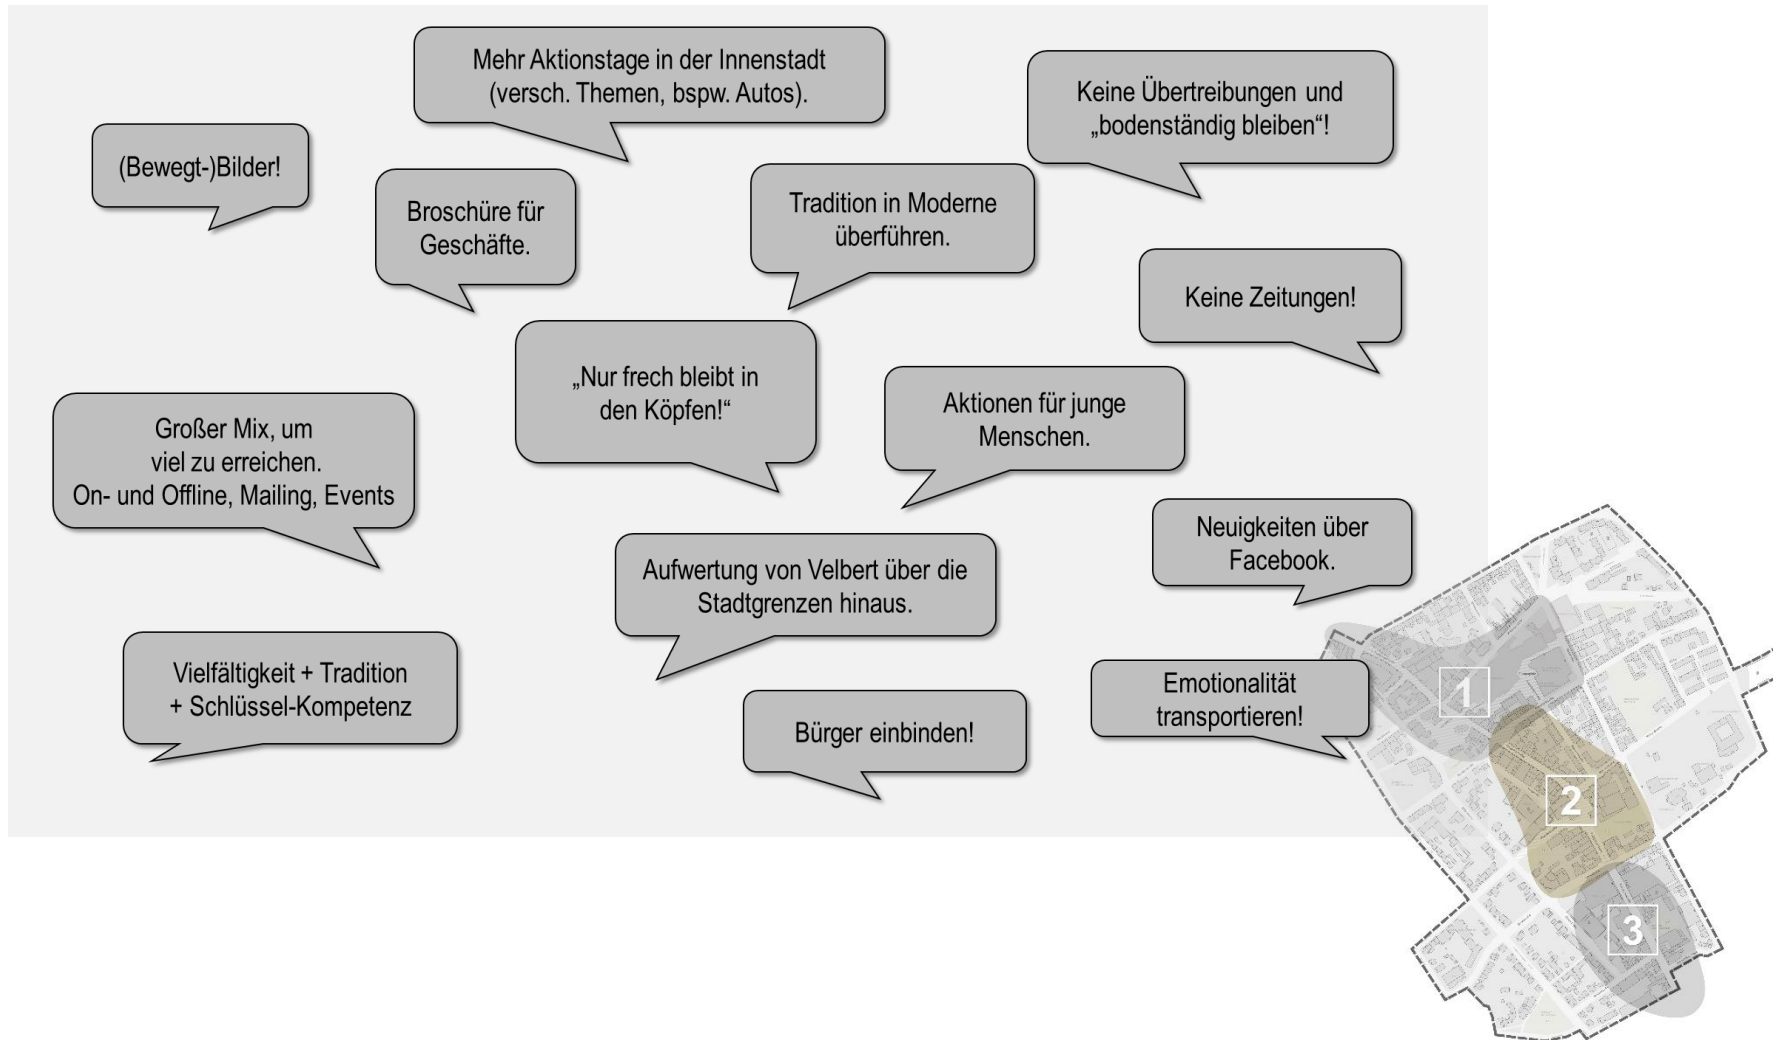 Mehr Aktionstage in der Innenstadt
(versch. Themen, bspw. Autos).
Keine Übertreibungen und
„bodenständig bleiben“!
(Bewegt-)Bilder!
Broschüre für
Geschäfte.
Tradition in Moderne
überführen.
Keine Zeitungen!
„Nur frech bleibt in
den Köpfen!“
Aktionen für junge
Menschen.
Großer Mix, um
viel zu erreichen.
On- und Offline, Mailing, Events
Neuigkeiten über
Facebook.
Aufwertung von Velbert über die
Stadtgrenzen hinaus.
Vielfältigkeit + Tradition
+ Schlüssel-Kompetenz
Emotionalität
transportieren!
Bürger einbinden!
1
2
3